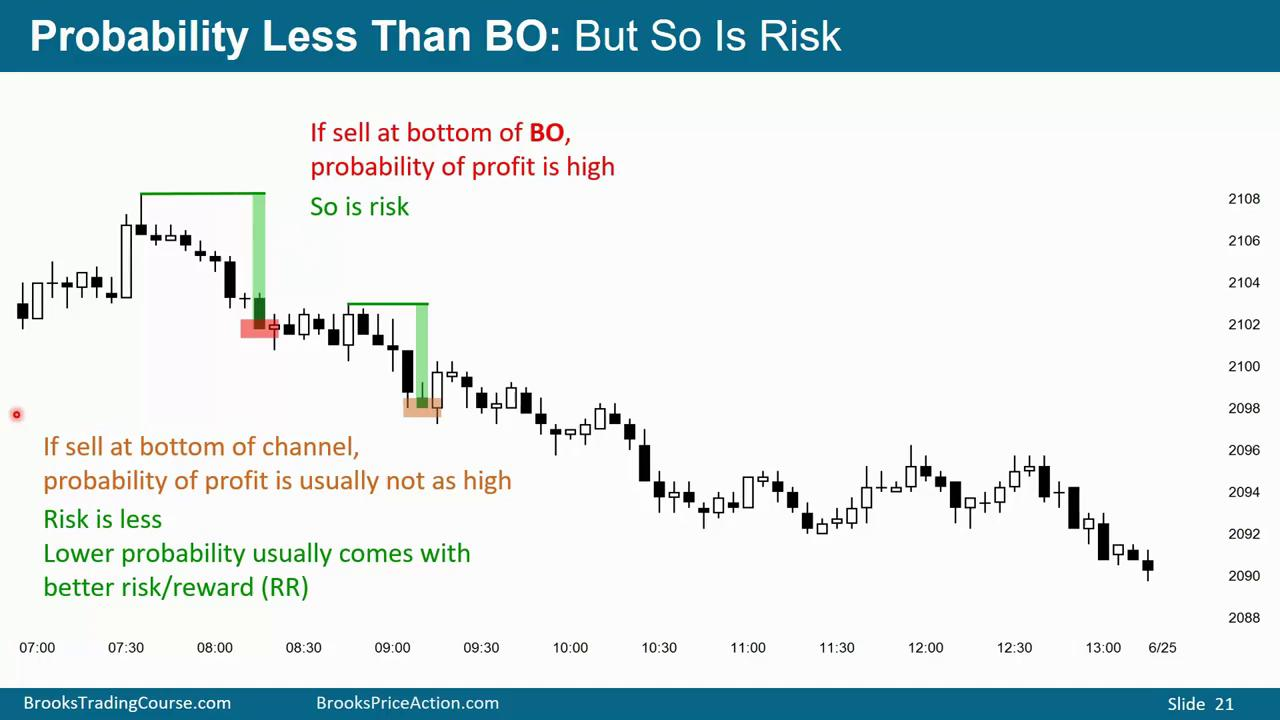 Probability Less Than BO: But So Is Risk
If sell at bottom of BO,
probability of profit is high
So is risk
2108
2106
2104
2102
2100
2098
2096
2094
2092
2090
2088
If sell at bottom of channel,
probability of profit is usually not as high
Risk is less
Lower probability usually comes with
better risk/reward (RR)
07:00 07:30 08:00 08:30 09:00 09:30 10:00 10:30 11:00 11:30 12:00 12:30 13:00 6/25
BrooksTradingCourse.com BrooksPriceAction.com Slide 21